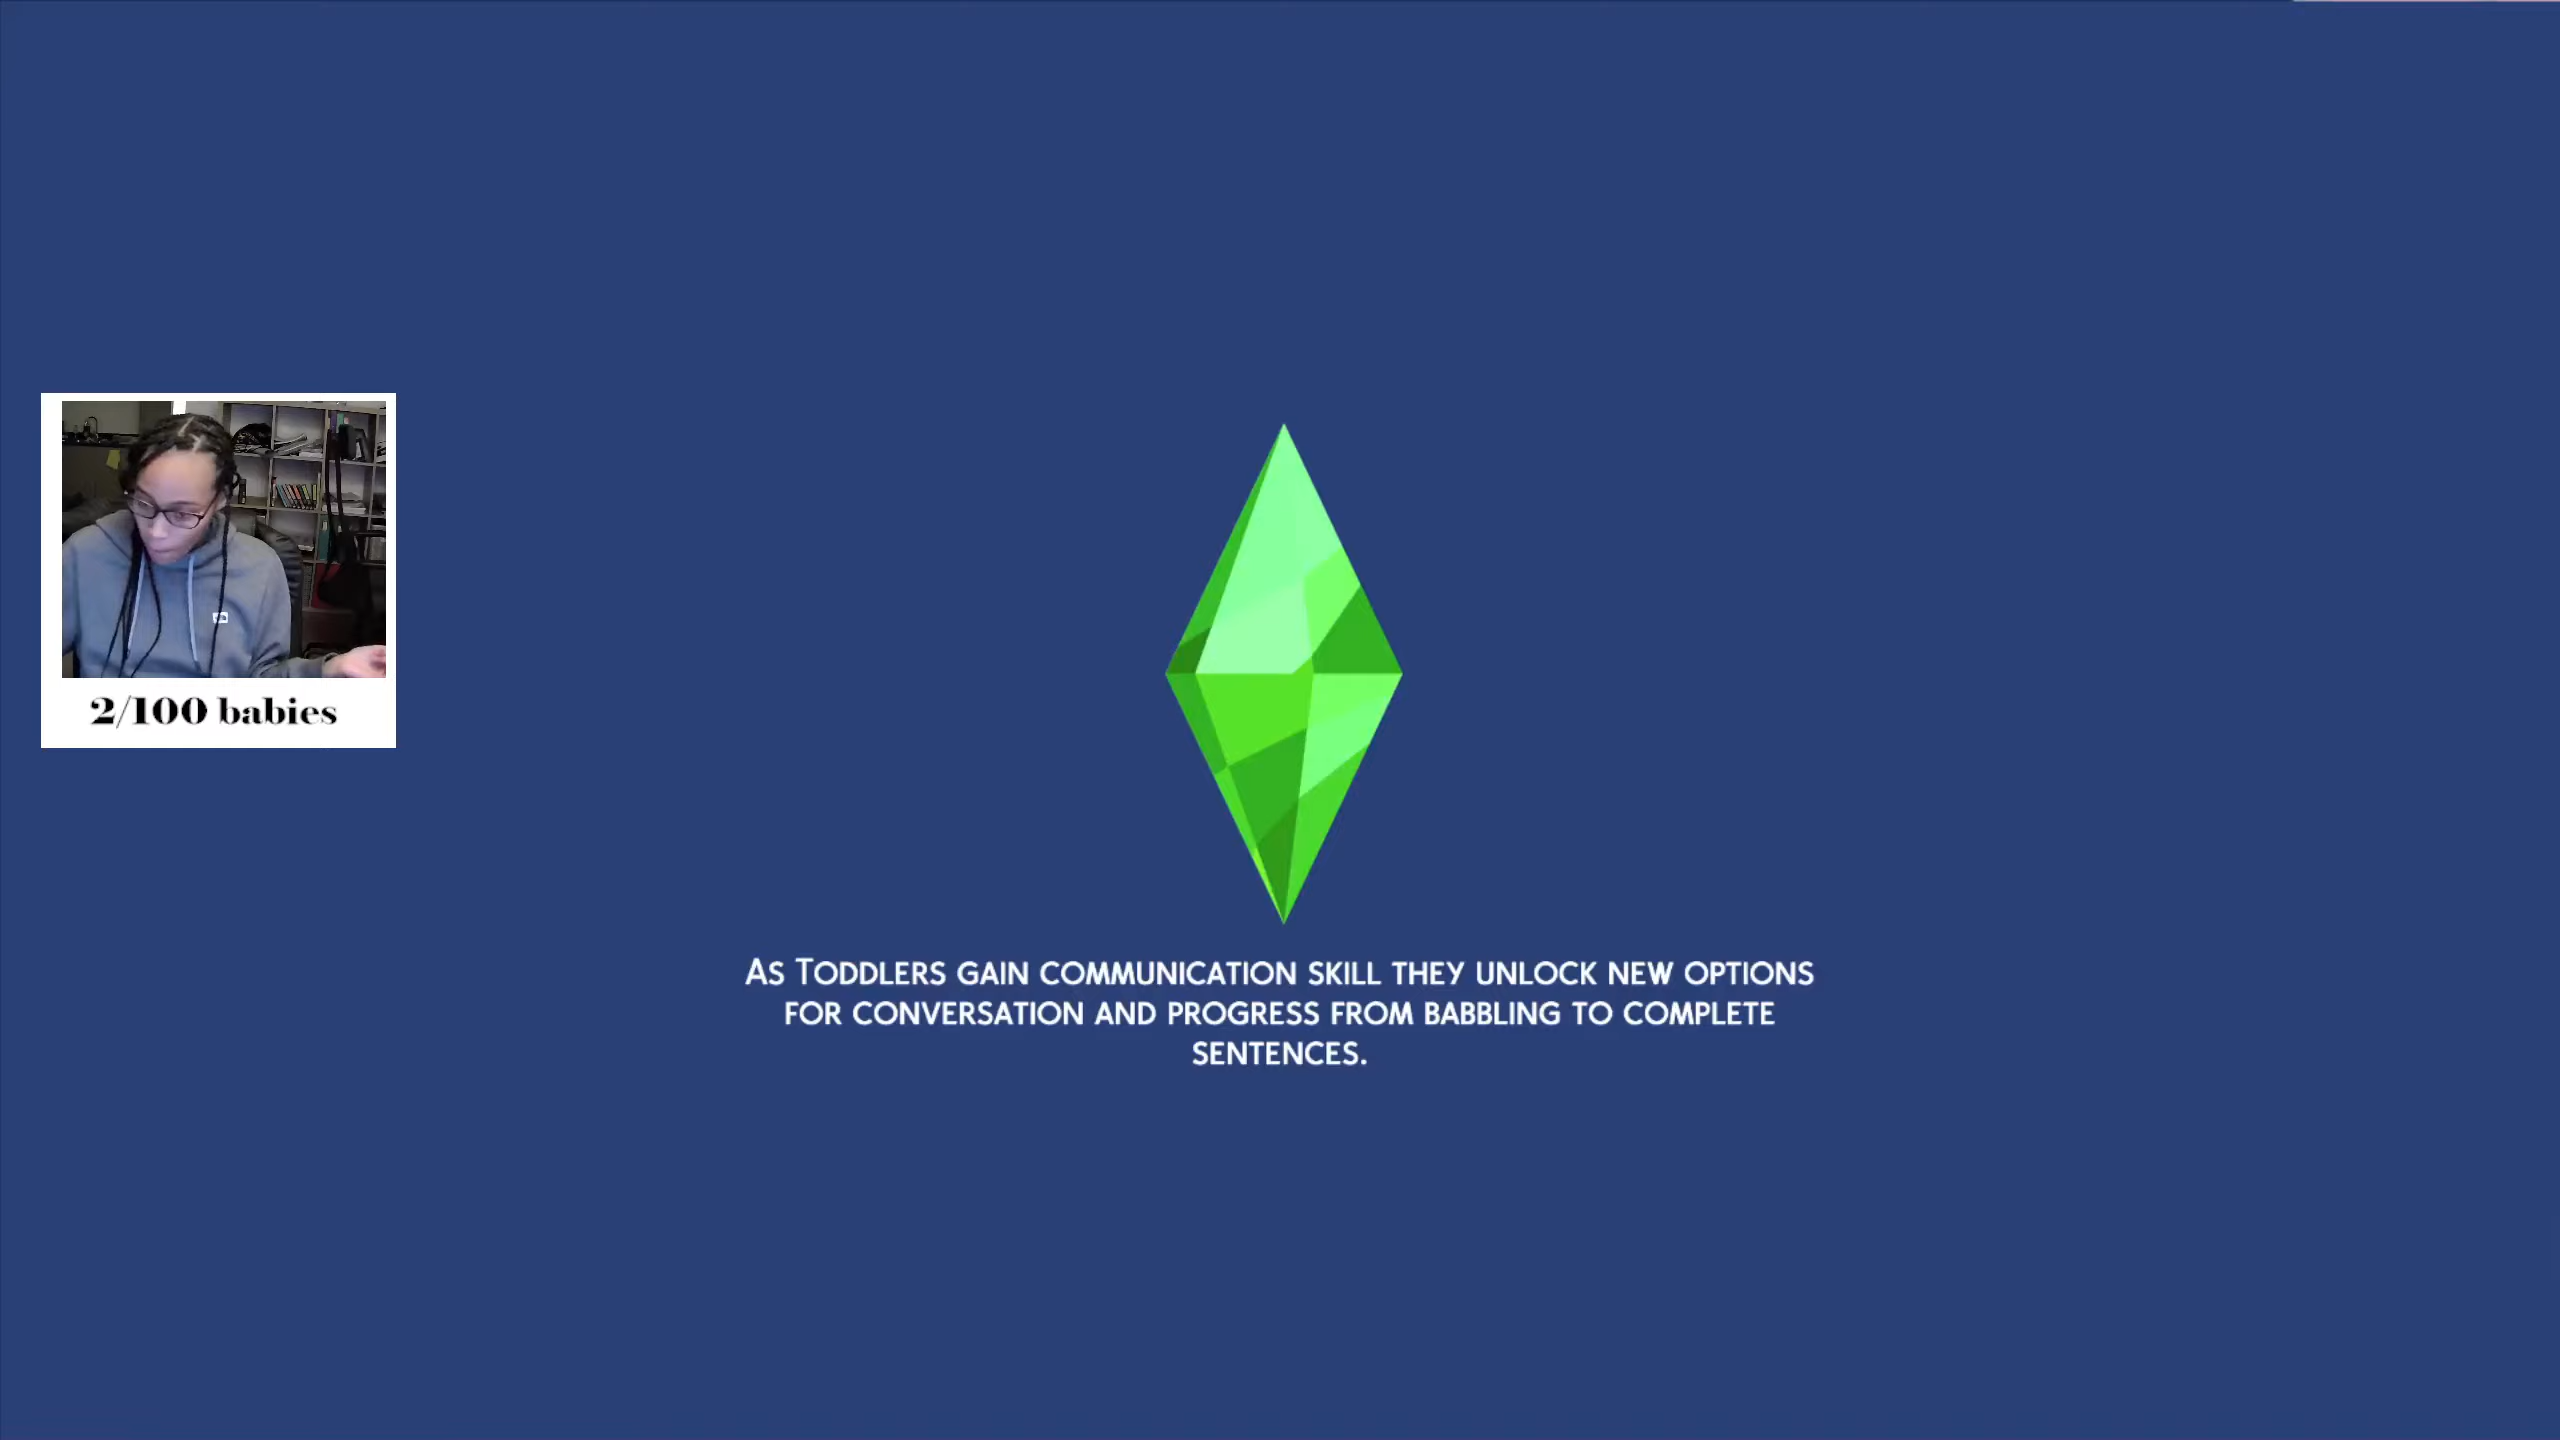 2/100 babies
As Toddlers gain communication skill they unlock new options
for conversation and progress from babbling to complete
sentences.